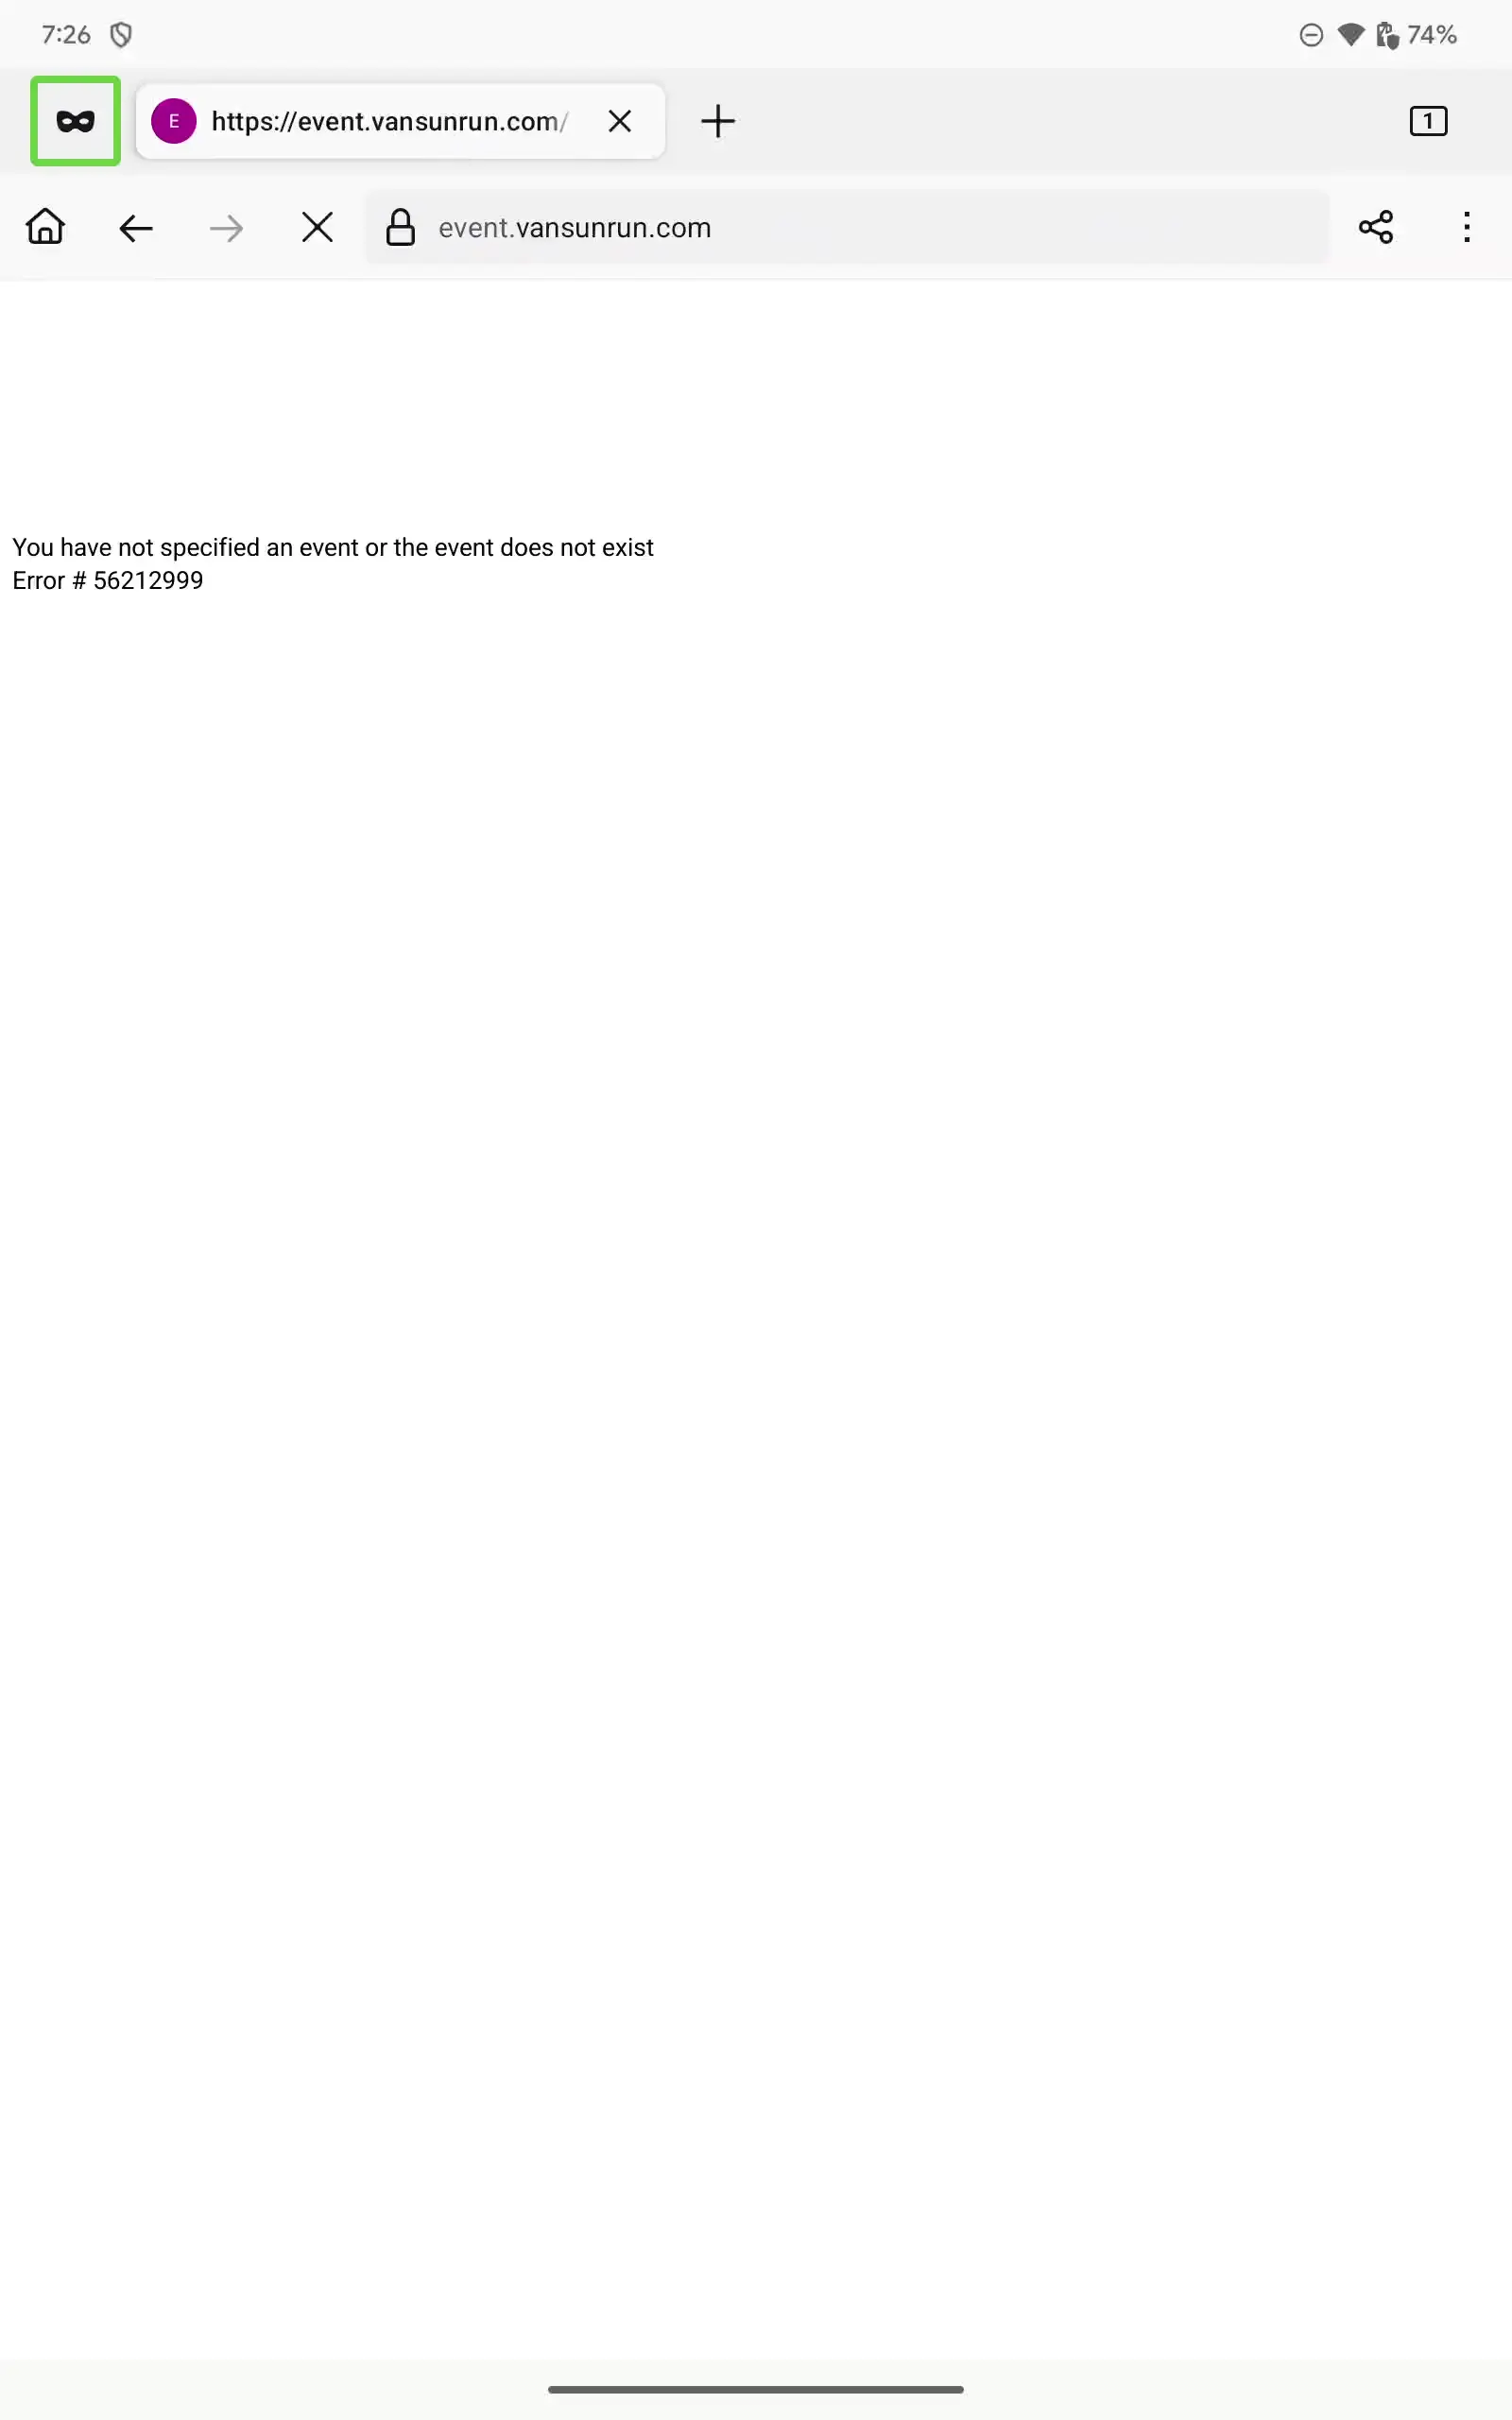 7:26
74%
E
https://event.vansunrun.com/
1
event.vansunrun.com
You have not specified an event or the event does not exist
Error # 56212999